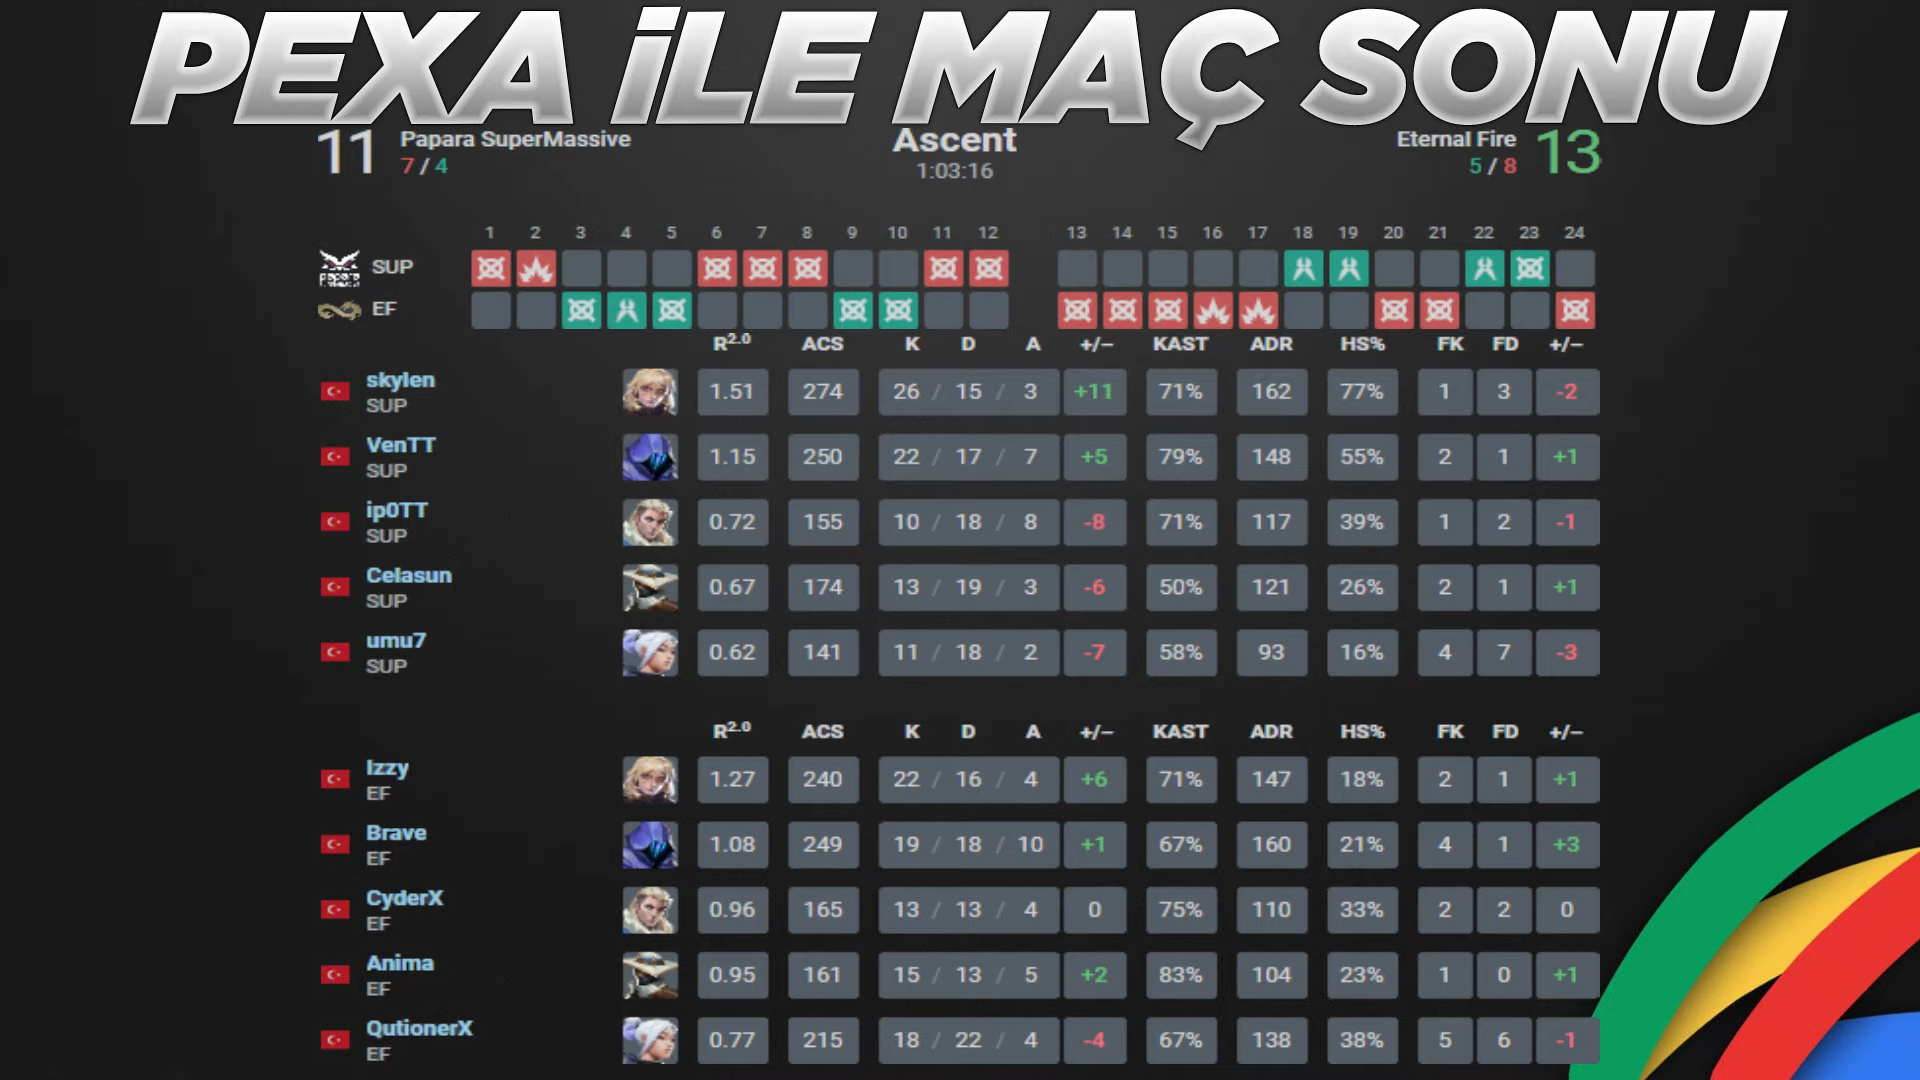 PEXA iLE MAÇ SONU
11 Papara SuperMassive Ascent Eternal Fire 13
7 / 4 1:03:16 5 / 8
1 2 3 4 5 6 7 8 9 10 11 12 13 14 15 16 17 18 19 20 21 22 23 24
papara SUP
EF
R2.0 ACS K D A +/– KAST ADR HS% FK FD +/–
skylen
SUP
1.51 274 26 / 15 / 3 +11 71% 162 77% 1 3 -2
VenTT
SUP
1.15 250 22 / 17 / 7 +5 79% 148 55% 2 1 +1
ip0TT
SUP
0.72 155 10 / 18 / 8 -8 71% 117 39% 1 2 -1
Celasun
SUP
0.67 174 13 / 19 / 3 -6 50% 121 26% 2 1 +1
umu7
SUP
0.62 141 11 / 18 / 2 -7 58% 93 16% 4 7 -3
R2.0 ACS K D A +/– KAST ADR HS% FK FD +/–
Izzy
EF
1.27 240 22 / 16 / 4 +6 71% 147 18% 2 1 +1
Brave
EF
1.08 249 19 / 18 / 10 +1 67% 160 21% 4 1 +3
CyderX
EF
0.96 165 13 / 13 / 4 0 75% 110 33% 2 2 0
Anima
EF
0.95 161 15 / 13 / 5 +2 83% 104 23% 1 0 +1
QutionerX
EF
0.77 215 18 / 22 / 4 -4 67% 138 38% 5 6 -1